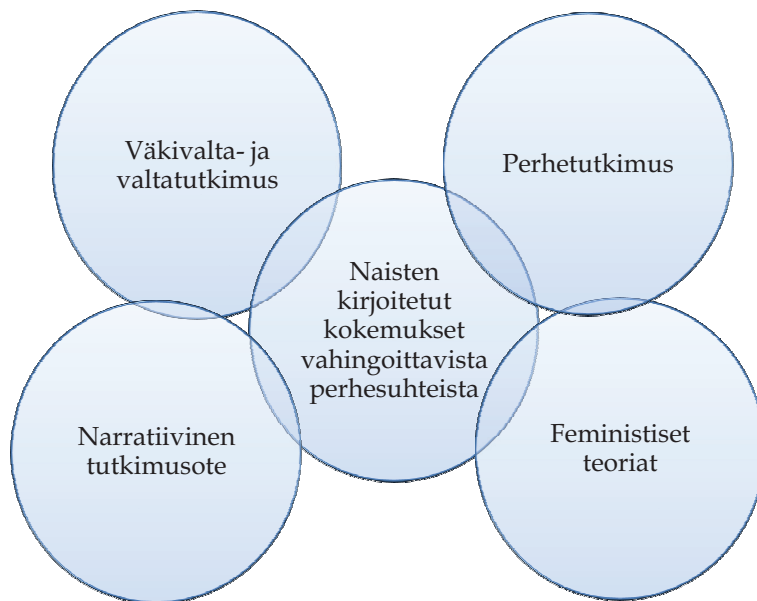 Väkivalta- ja
valtatutkimus
Perhetutkimus
Naisten
kirjoitetut
kokemukset
vahingoittavista
perhesuhteista
Narratiivinen
tutkimusote
Feministiset
teoriat